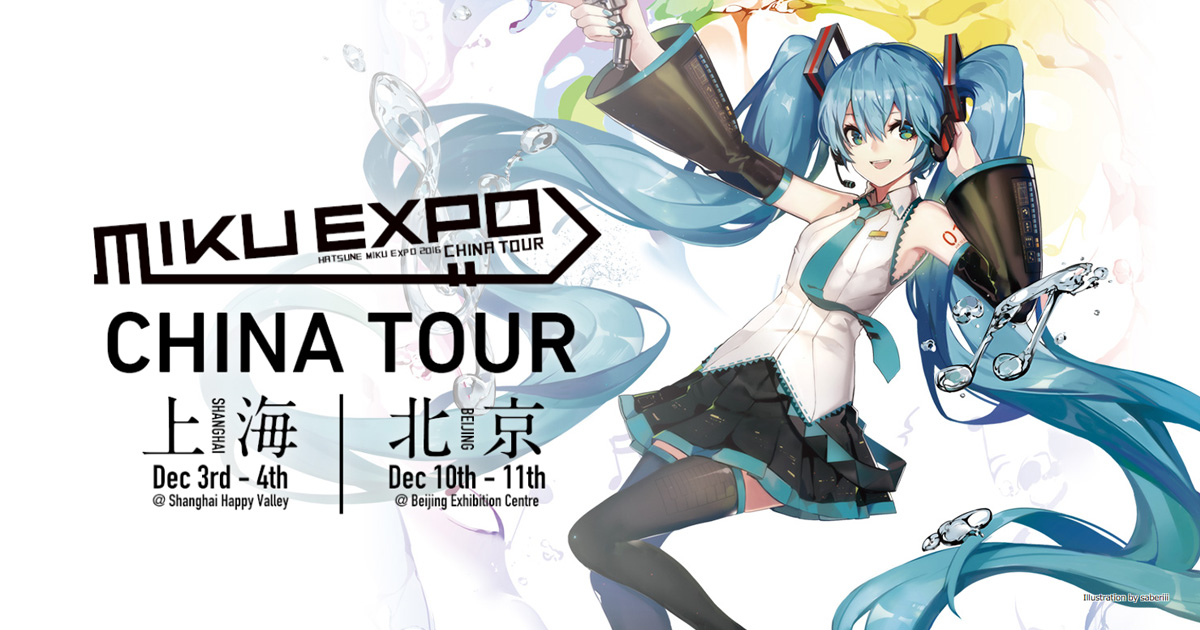 MIKU EXPO
HATSUNE MIKU EXPO 2016 CHINA TOUR
CHINA TOUR
上海
SHANGHAI
Dec 3rd - 4th
@ Shanghai Happy Valley
北京
BEIJING
Dec 10th - 11th
@ Beijing Exhibition Centre
01
Illustration by saberiii